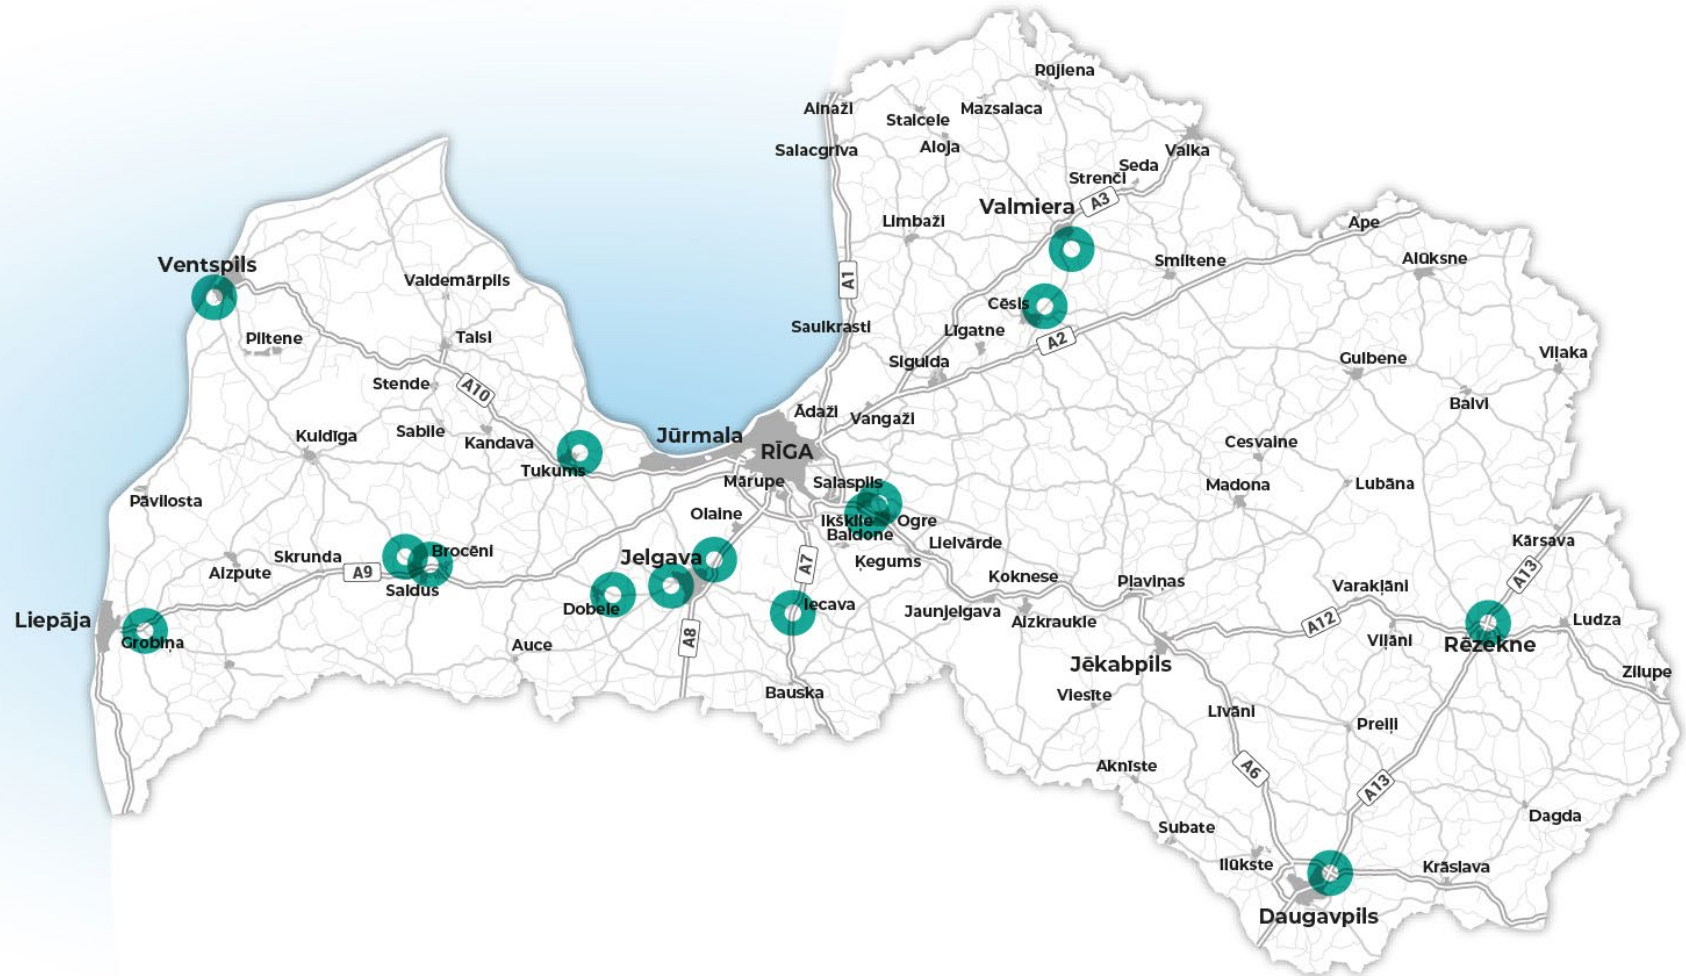 Rūjiena
Ainaži
Mazsalaca
Staicele
Salacgrīva
Aloja
Valka
Seda
Strenči
A3
Valmiera
Limbaži
Ape
Ventspils
Smiltene
Alūksne
Valdemārpils
A1
Cēsis
Saulkrasti
Līgatne
Piltene
Talsi
A2
Sigulda
Gulbene
Viļaka
Stende
A10
Balvi
Ādaži
Vangaži
Kuldīga
Sabile
Kandava
Jūrmala
RĪGA
Cesvaine
Tukums
Mārupe
Salaspils
Madona
Lubāna
Pāvilosta
Olaine
Ikšķile
Ogre
Baldone
Lielvārde
Kārsava
Skrunda
Brocēni
Jelgava
Ķegums
A7
Aizpute
A9
Saldus
Koknese
Pļaviņas
Varakļāni
A13
Dobele
Iecava
Jaunjelgava
Aizkraukle
A12
Ludza
Liepāja
Grobiņa
Auce
A8
Viļāni
Rēzekne
Jēkabpils
Zilupe
Bauska
Viesīte
Līvāni
Preiļi
Aknīste
A6
A13
Dagda
Subate
Ilūkste
Krāslava
Daugavpils